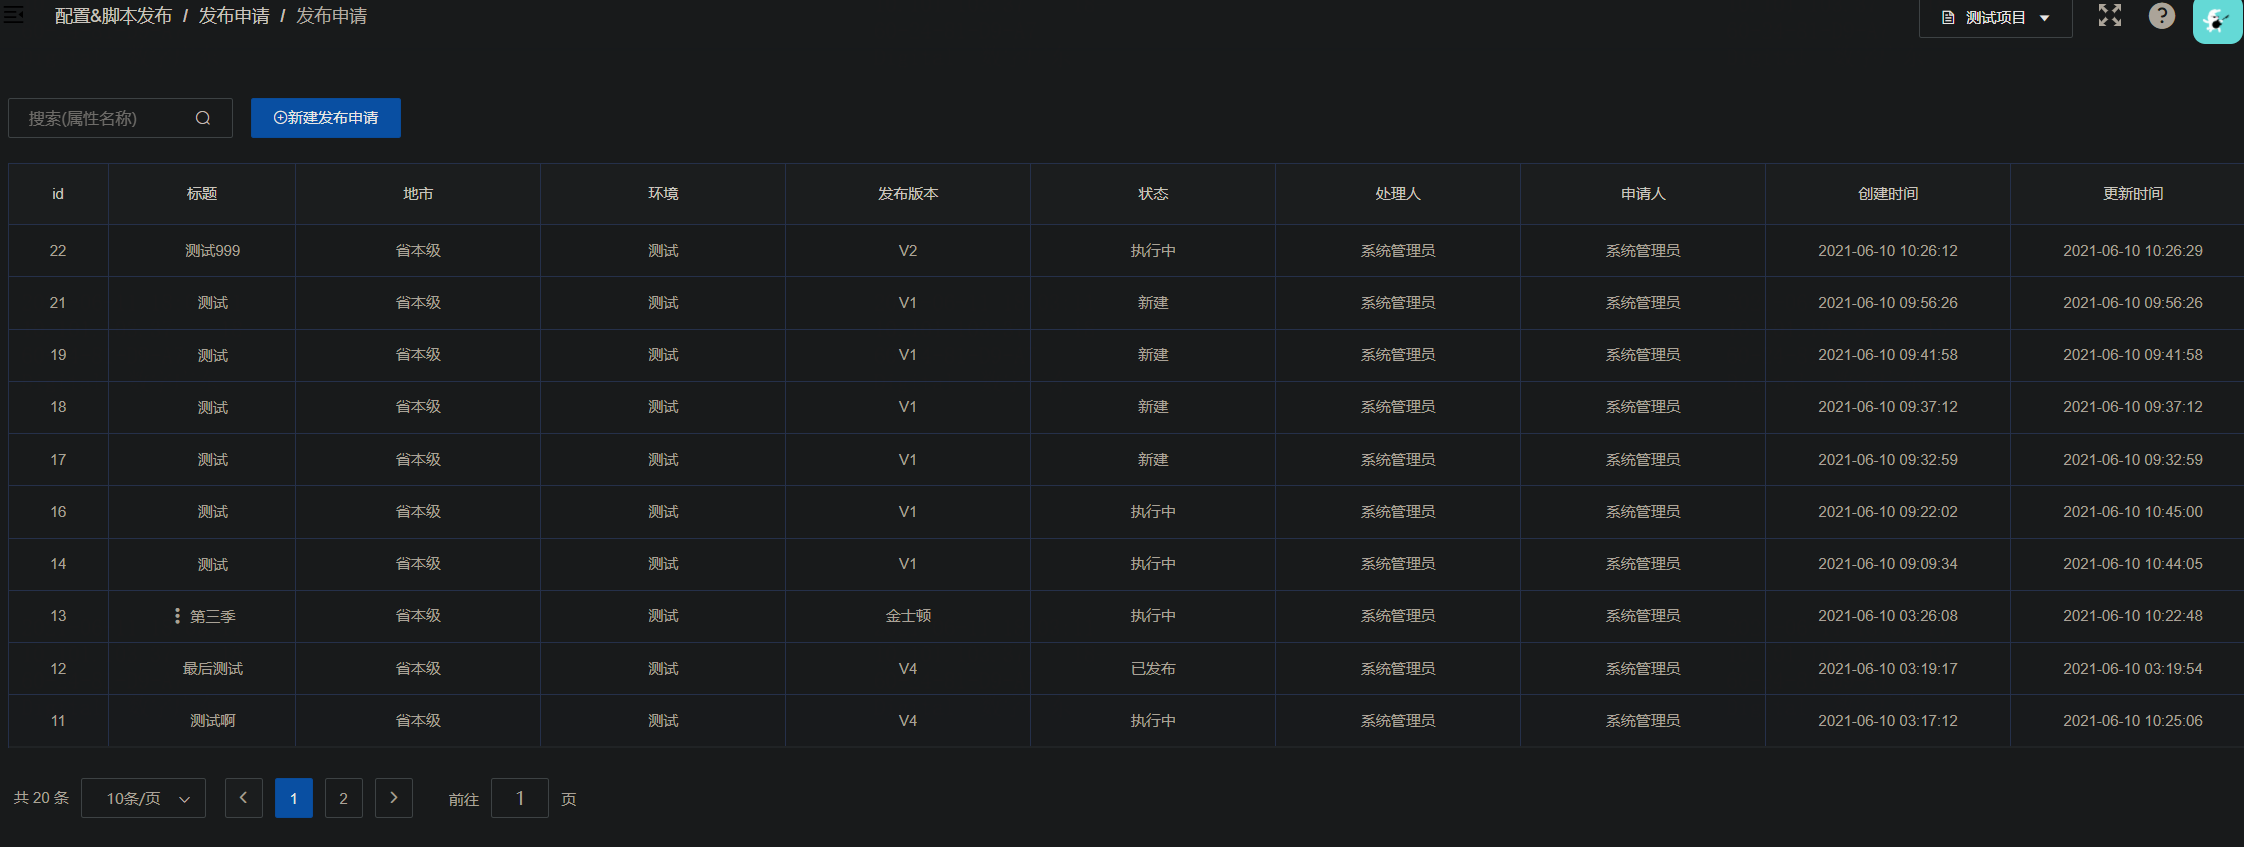 配置&脚本发布 / 发布申请 / 发布申请
测试项目
搜索(属性名称)
新建发布申请
id 标题 地市 环境 发布版本 状态 处理人 申请人 创建时间 更新时间
22 测试999 省本级 测试 V2 执行中 系统管理员 系统管理员 2021-06-10 10:26:12 2021-06-10 10:26:29
21 测试 省本级 测试 V1 新建 系统管理员 系统管理员 2021-06-10 09:56:26 2021-06-10 09:56:26
19 测试 省本级 测试 V1 新建 系统管理员 系统管理员 2021-06-10 09:41:58 2021-06-10 09:41:58
18 测试 省本级 测试 V1 新建 系统管理员 系统管理员 2021-06-10 09:37:12 2021-06-10 09:37:12
17 测试 省本级 测试 V1 新建 系统管理员 系统管理员 2021-06-10 09:32:59 2021-06-10 09:32:59
16 测试 省本级 测试 V1 执行中 系统管理员 系统管理员 2021-06-10 09:22:02 2021-06-10 10:45:00
14 测试 省本级 测试 V1 执行中 系统管理员 系统管理员 2021-06-10 09:09:34 2021-06-10 10:44:05
13 第三季 省本级 测试 金士顿 执行中 系统管理员 系统管理员 2021-06-10 03:26:08 2021-06-10 10:22:48
12 最后测试 省本级 测试 V4 已发布 系统管理员 系统管理员 2021-06-10 03:19:17 2021-06-10 03:19:54
11 测试啊 省本级 测试 V4 执行中 系统管理员 系统管理员 2021-06-10 03:17:12 2021-06-10 10:25:06
共 20 条 10条/页 1 2 前往 1 页